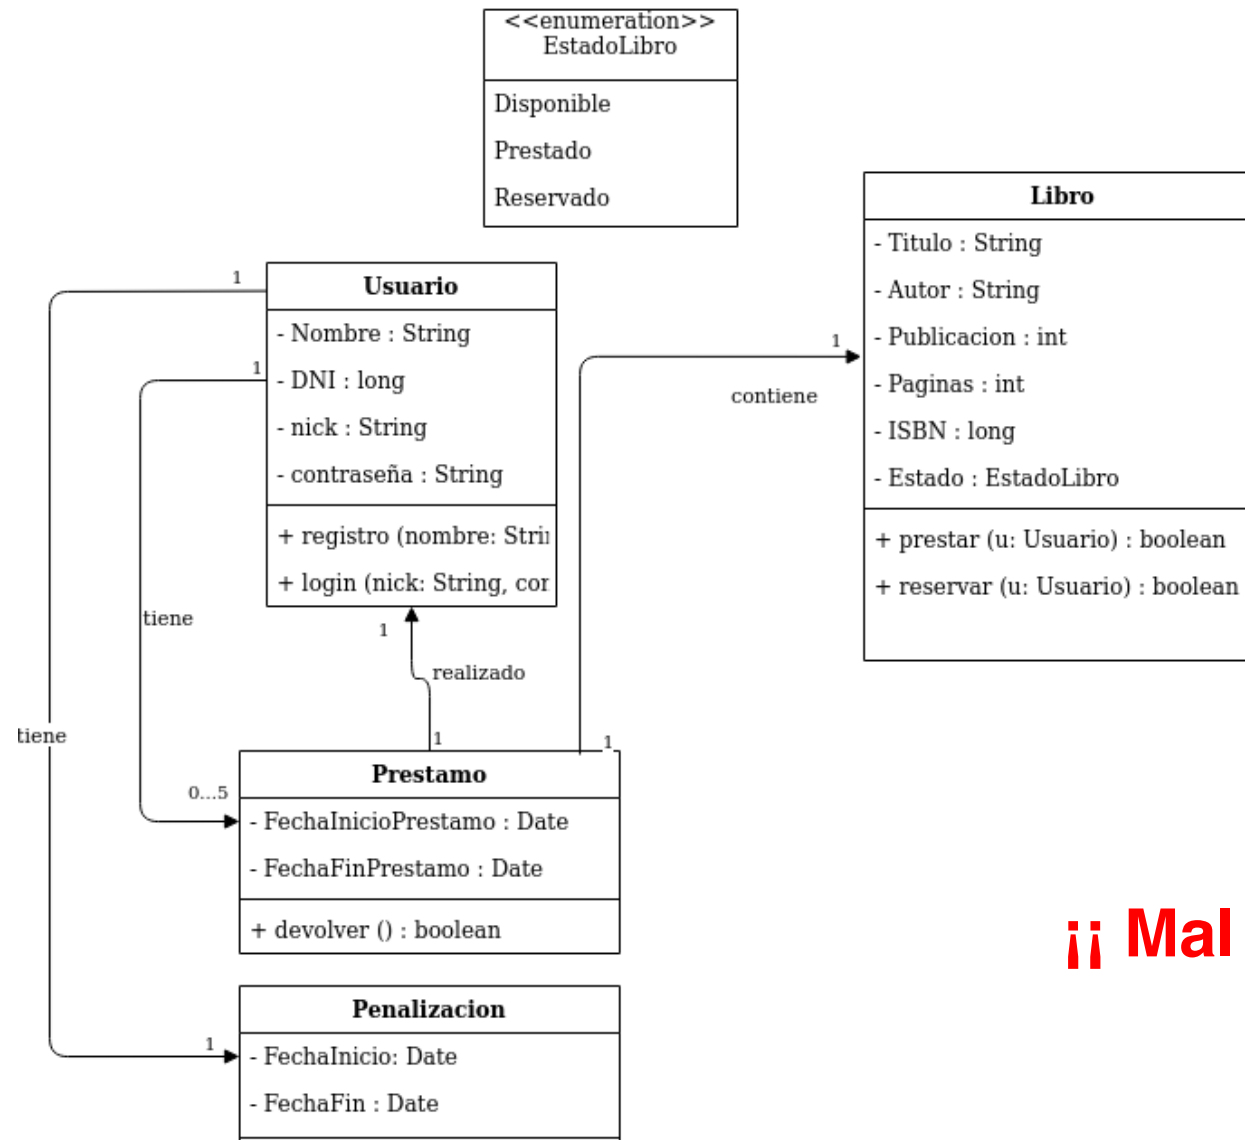 <<enumeration>>
EstadoLibro
Disponible
Prestado
Reservado
Libro
- Titulo : String
- Autor : String
- Publicacion : int
- Paginas : int
- ISBN : long
- Estado : EstadoLibro
+ prestar (u: Usuario) : boolean
+ reservar (u: Usuario) : boolean
1
Usuario
- Nombre : String
1
- DNI : long
- nick : String
- contraseña : String
+ registro (nombre: Strin
+ login (nick: String, cor
1
contiene
tiene
1
realizado
tiene
1
1
0...5
Prestamo
- FechaInicioPrestamo : Date
- FechaFinPrestamo : Date
+ devolver () : boolean
¡¡ Mal
Penalizacion
1
- FechaInicio: Date
- FechaFin : Date